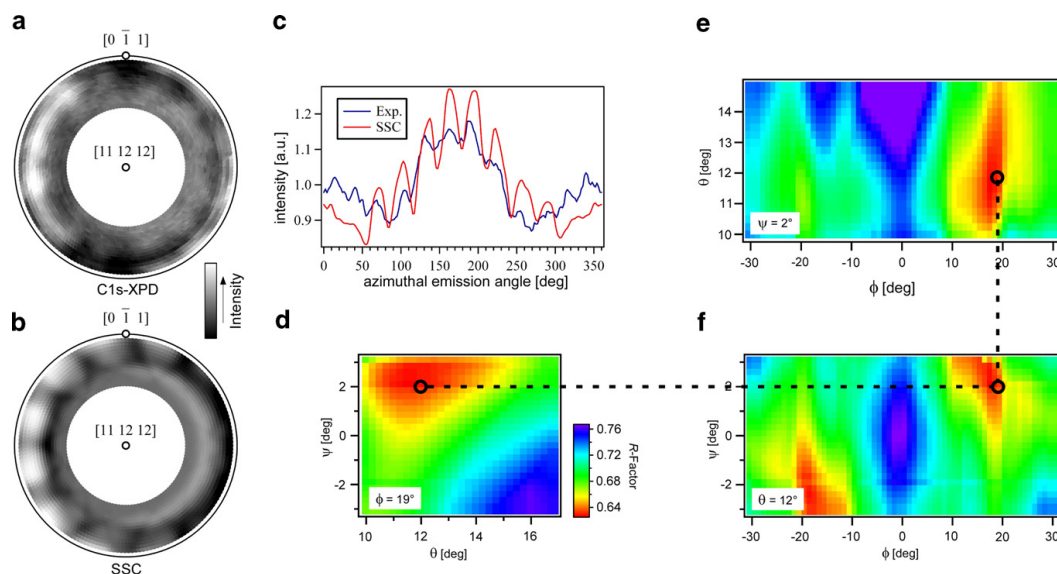 a
[0 1̅ 1]
[11 12 12]
C1s-XPD
Intensity
b
[0 1̅ 1]
[11 12 12]
SSC
c
intensity [a.u.]
1.2
1.1
1.0
0.9
Exp.
SSC
0 50 100 150 200 250 300 350
azimuthal emission angle [deg]
d
ψ [deg]
2
0
-2
ϕ = 19°
10 12 14 16
θ [deg]
0.76
0.72
0.68
0.64
R-Factor
e
θ [deg]
14
13
12
11
10
ψ = 2°
-30 -20 -10 0 10 20 30
ϕ [deg]
f
ψ [deg]
2
0
-2
θ = 12°
-30 -20 -10 0 10 20 30
ϕ [deg]